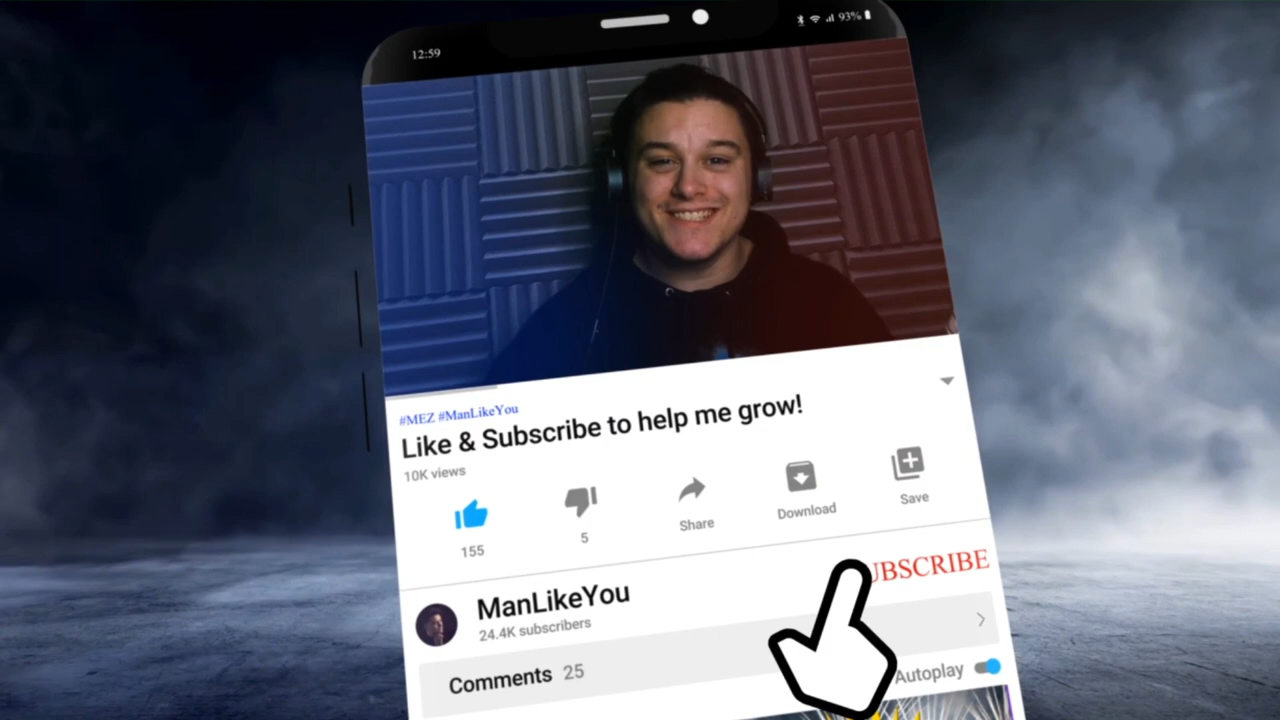 12:59
93%
#MEZ #ManLikeYou
Like & Subscribe to help me grow!
10K views
155
5
Share
Download
Save
ManLikeYou
UBSCRIBE
24.4K subscribers
Comments 25
Autoplay